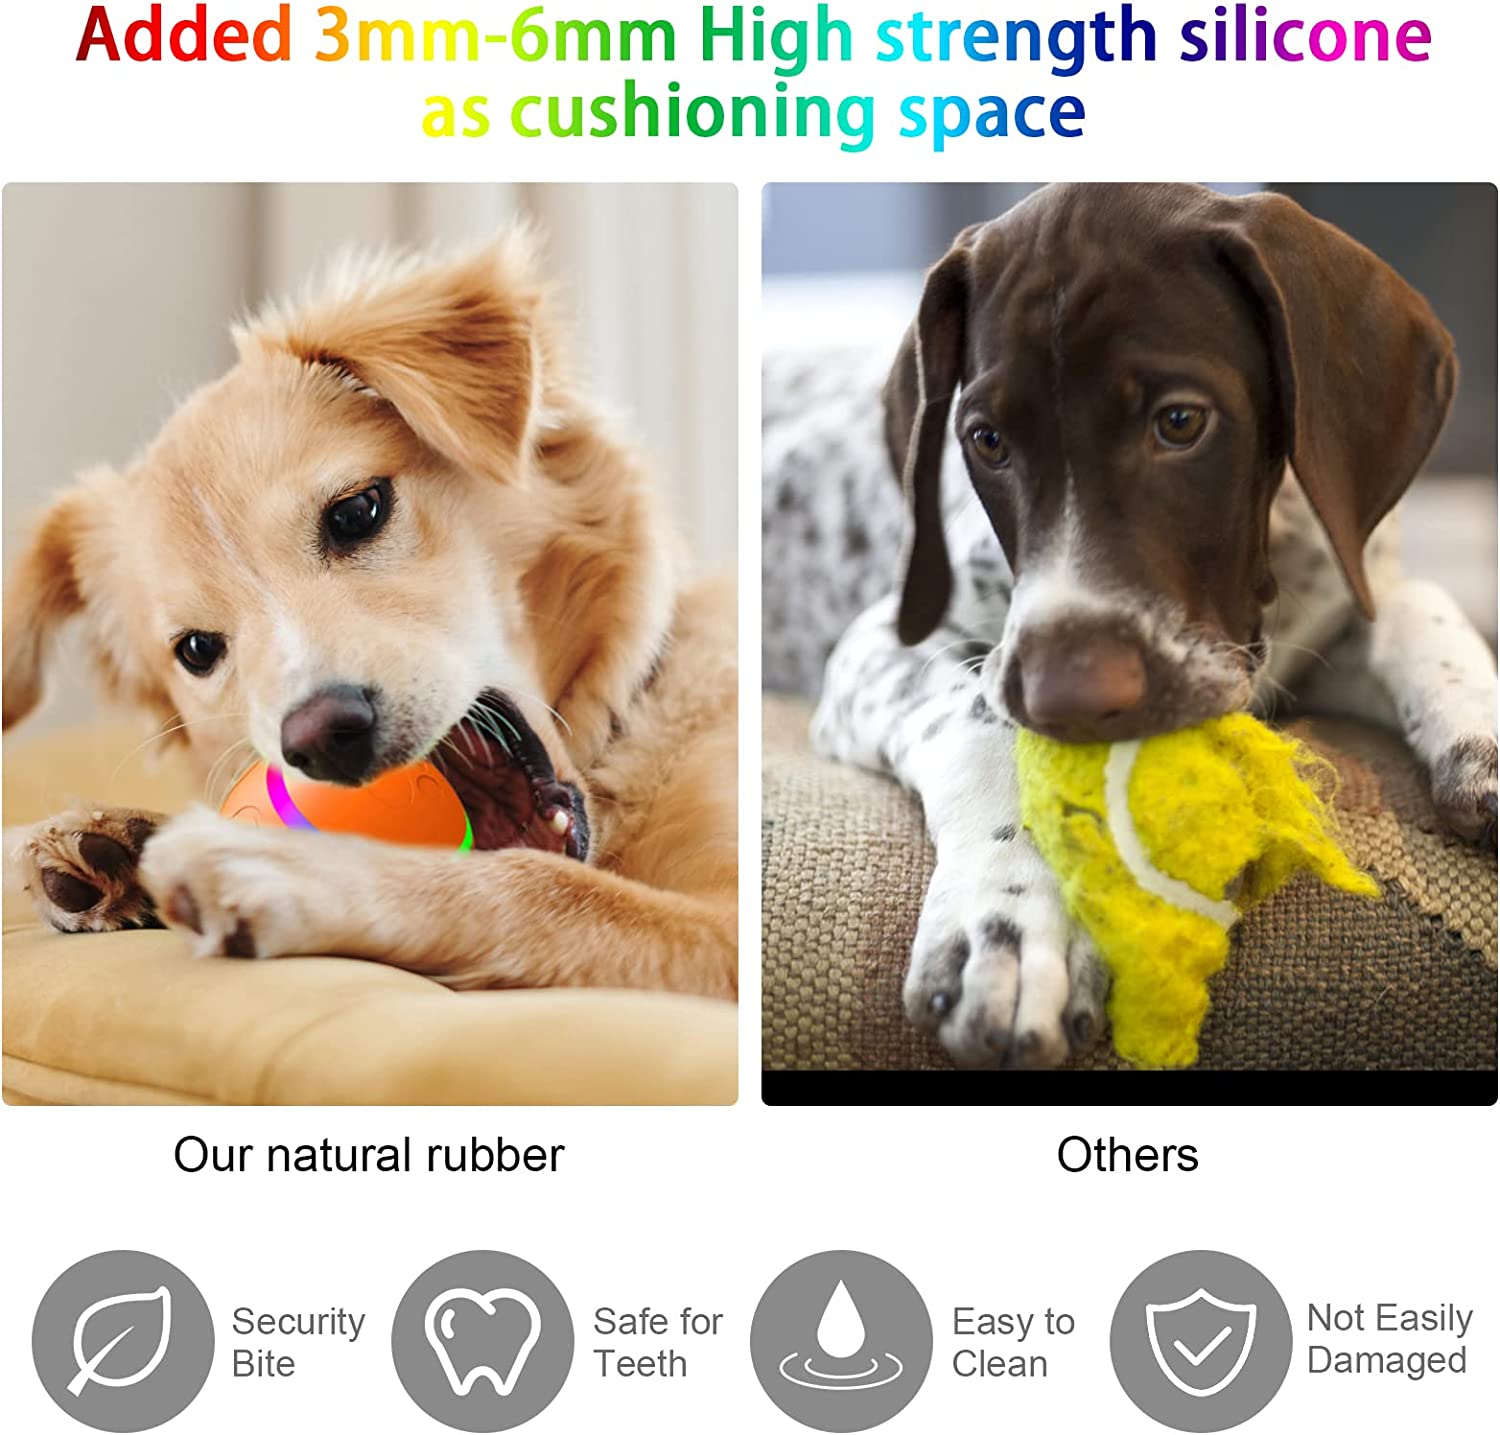 Added 3mm-6mm High strength silicone
as cushioning space
Our natural rubber
Others
Security
Bite
Safe for
Teeth
Easy to
Clean
Not Easily
Damaged